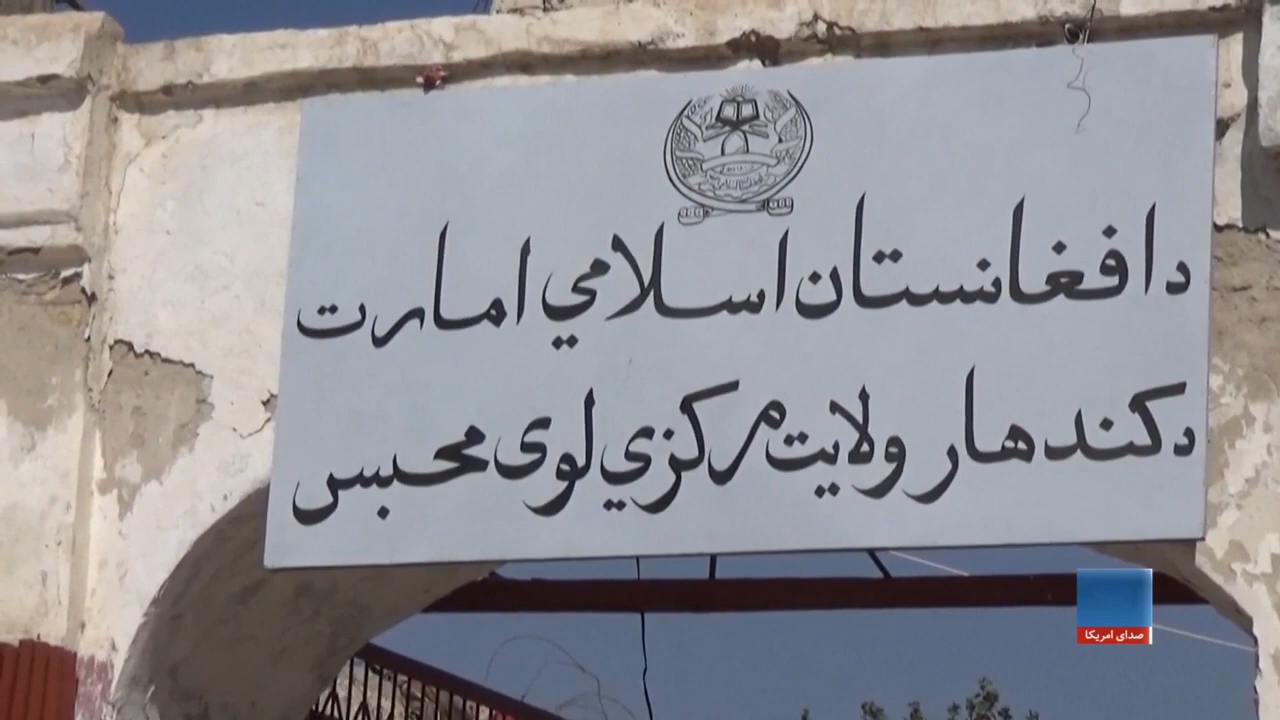 د افغانستان اسلامي امارت
د کندهار ولایت مرکزي لوی محبس
صدای امریکا